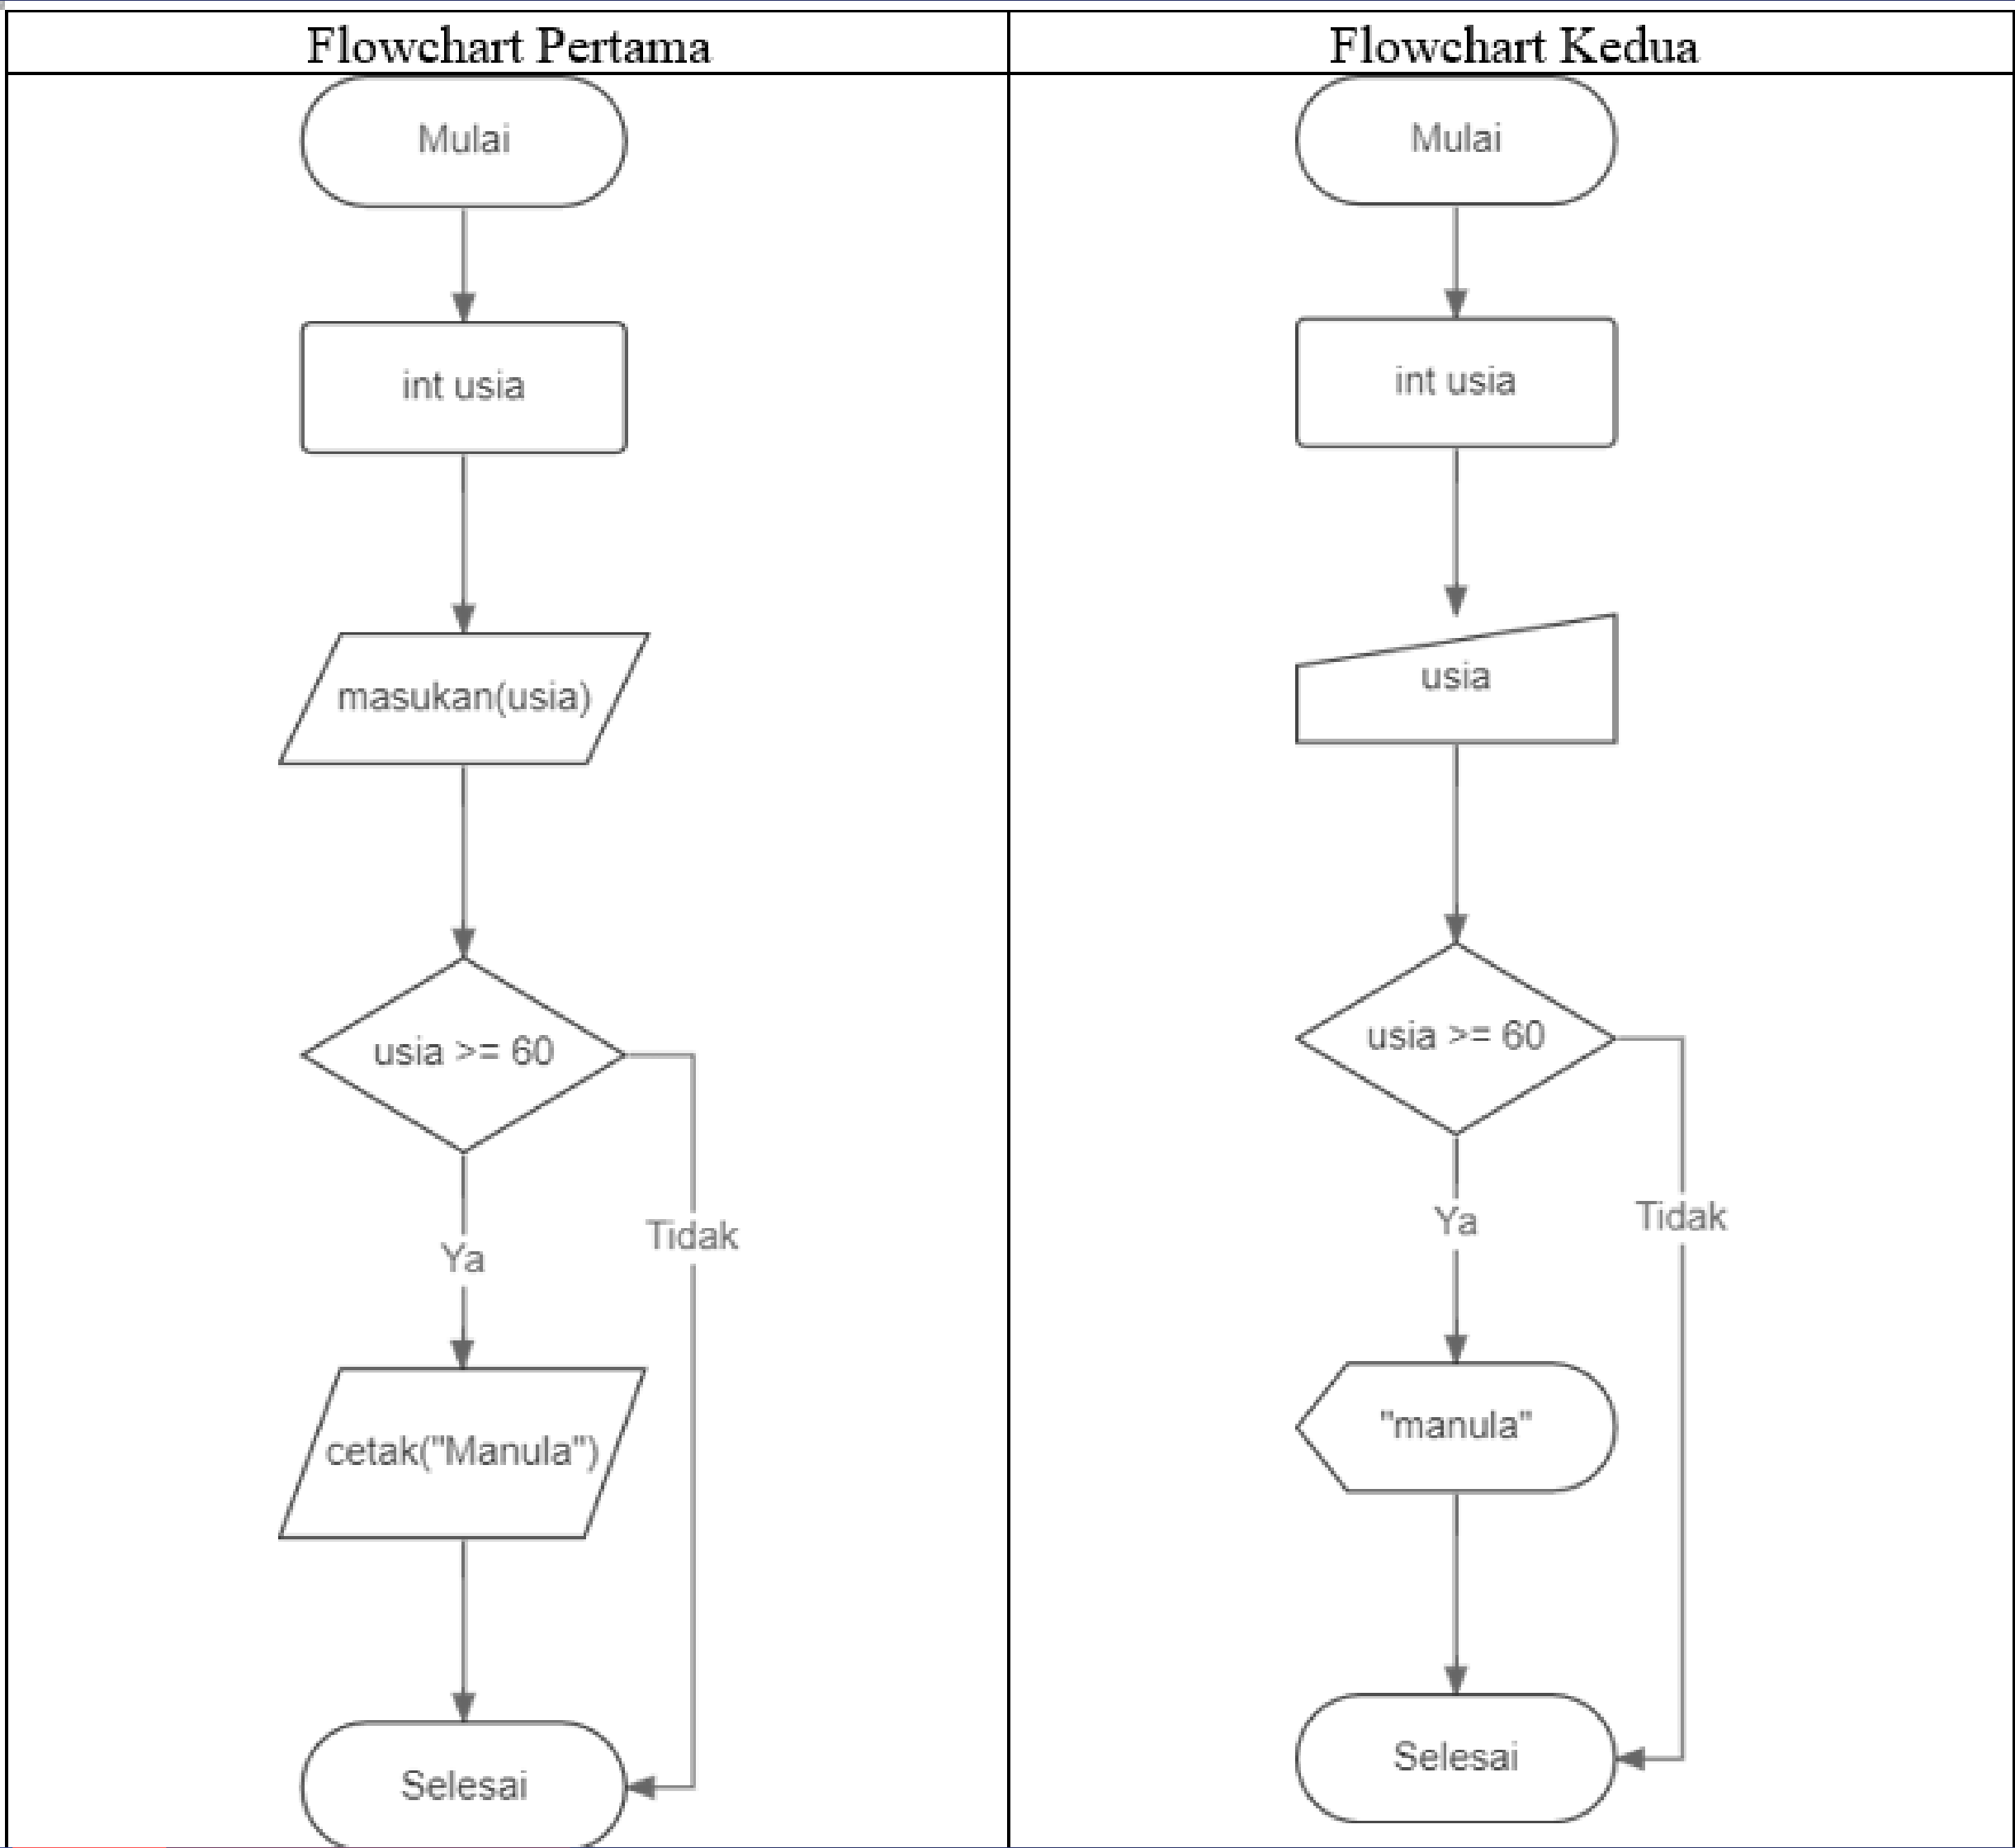 Flowchart Pertama
Mulai
int usia
masukan(usia)
usia >= 60
Tidak
Ya
cetak("Manula")
Selesai
Flowchart Kedua
Mulai
int usia
usia
usia >= 60
Tidak
Ya
"manula"
Selesai